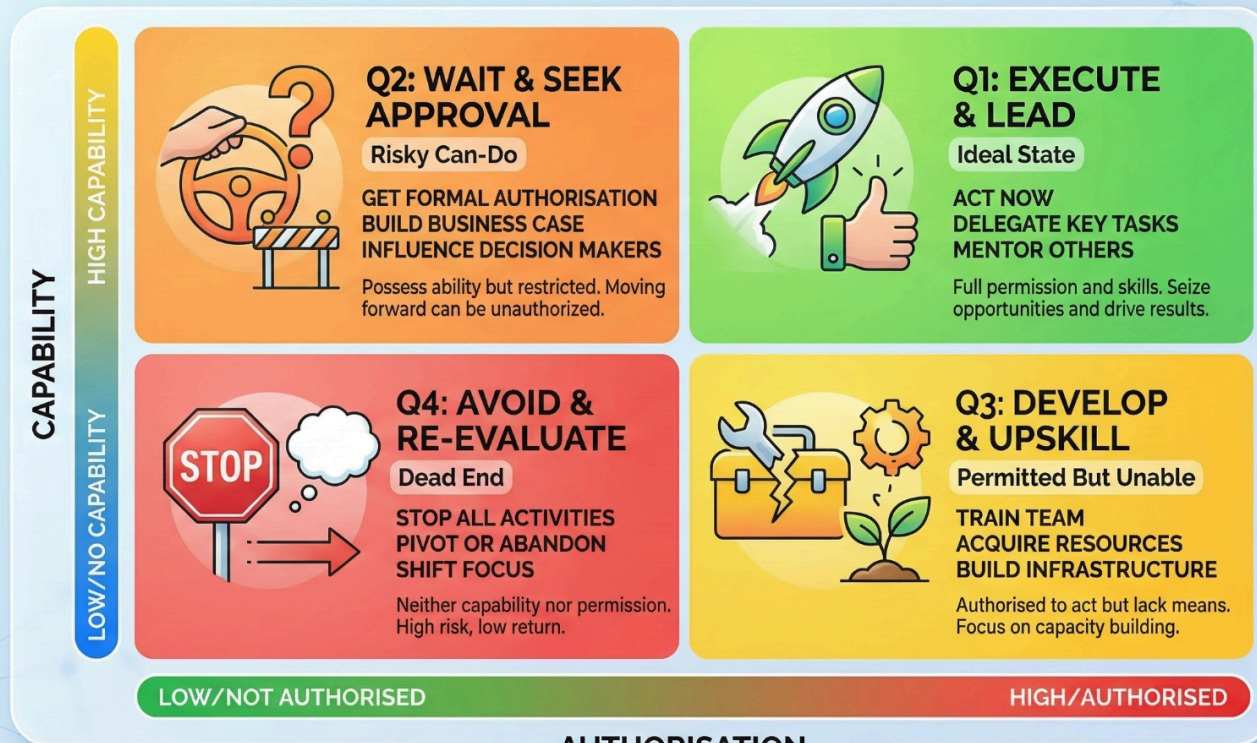 CAPABILITY
HIGH CAPABILITY
LOW/NO CAPABILITY
Q2: WAIT & SEEK
APPROVAL
Risky Can-Do
GET FORMAL AUTHORISATION
BUILD BUSINESS CASE
INFLUENCE DECISION MAKERS
Possess ability but restricted. Moving
forward can be unauthorized.
Q1: EXECUTE
& LEAD
Ideal State
ACT NOW
DELEGATE KEY TASKS
MENTOR OTHERS
Full permission and skills. Seize
opportunities and drive results.
STOP
Q4: AVOID &
RE-EVALUATE
Dead End
STOP ALL ACTIVITIES
PIVOT OR ABANDON
SHIFT FOCUS
Neither capability nor permission.
High risk, low return.
Q3: DEVELOP
& UPSKILL
Permitted But Unable
TRAIN TEAM
ACQUIRE RESOURCES
BUILD INFRASTRUCTURE
Authorised to act but lack means.
Focus on capacity building.
LOW/NOT AUTHORISED
HIGH/AUTHORISED
AUTHORISATION